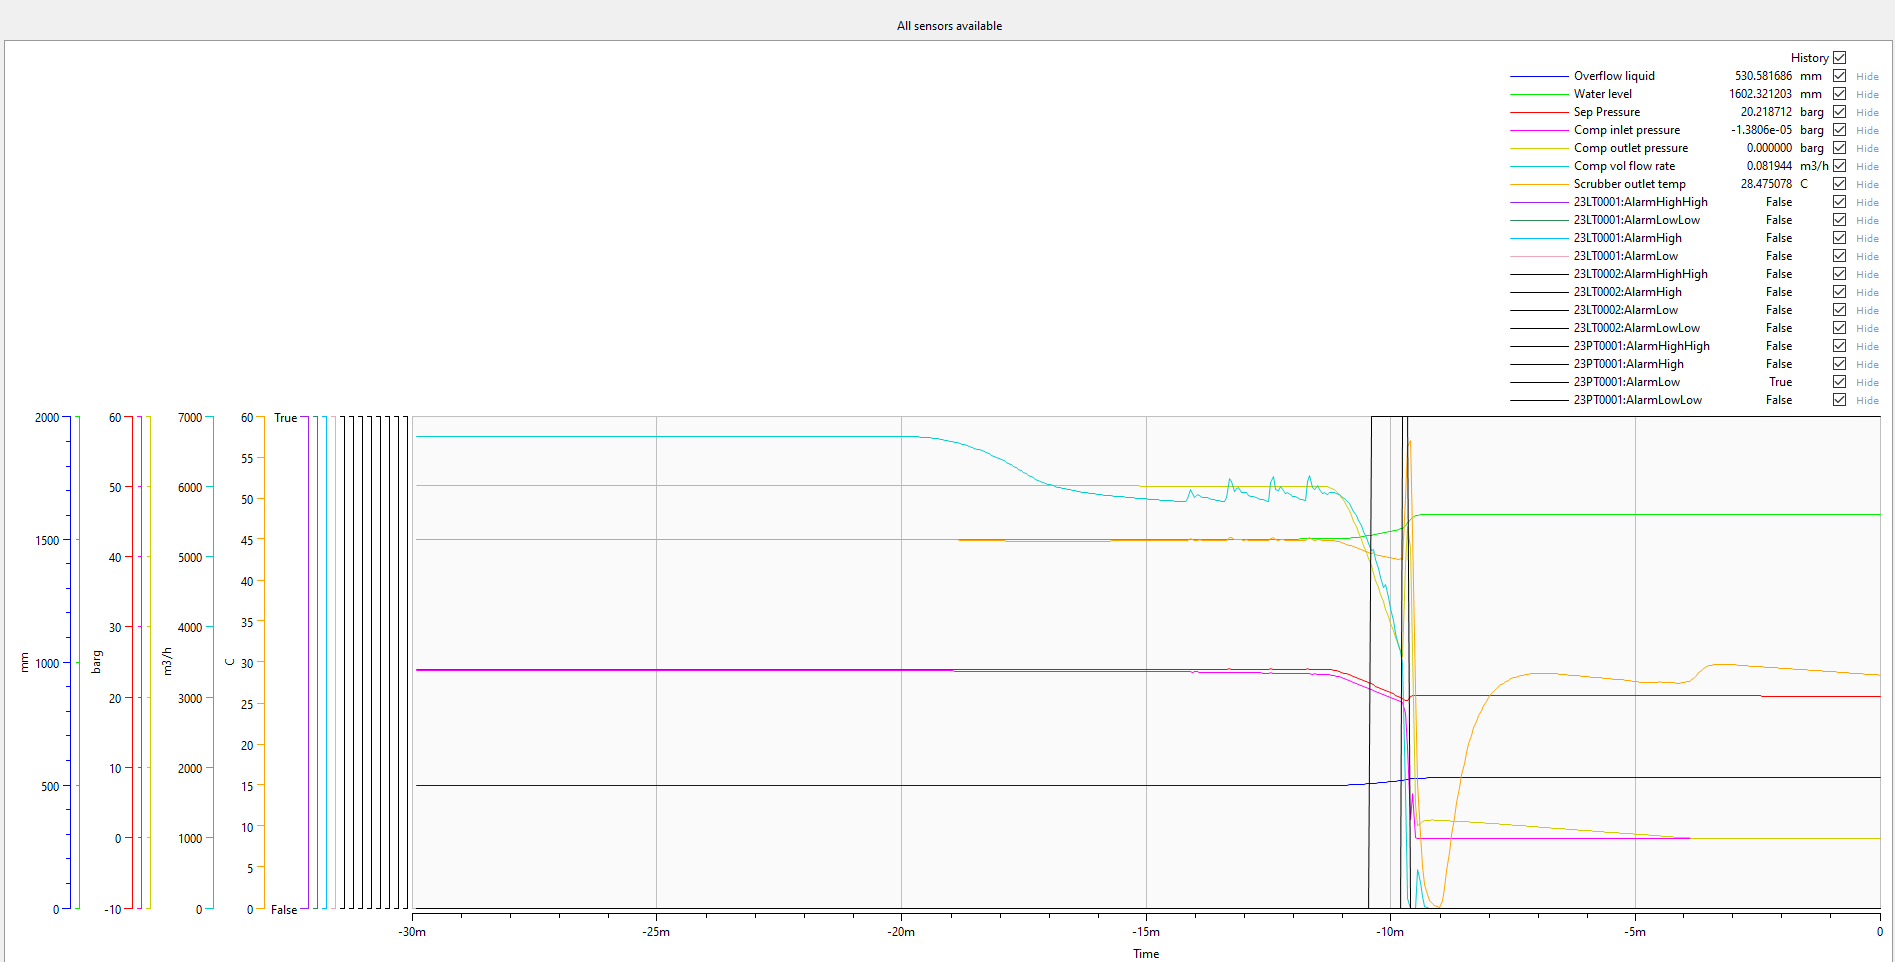 All sensors available
History
Overflow liquid 530.581686 mm Hide
Water level 1602.321203 mm Hide
Sep Pressure 20.218712 barg Hide
Comp inlet pressure -1.3806e-05 barg Hide
Comp outlet pressure 0.000000 barg Hide
Comp vol flow rate 0.081944 m3/h Hide
Scrubber outlet temp 28.475078 C Hide
23LT0001:AlarmHighHigh False Hide
23LT0001:AlarmLowLow False Hide
23LT0001:AlarmHigh False Hide
23LT0001:AlarmLow False Hide
23LT0002:AlarmHighHigh False Hide
23LT0002:AlarmHigh False Hide
23LT0002:AlarmLow False Hide
23LT0002:AlarmLowLow False Hide
23PT0001:AlarmHighHigh False Hide
23PT0001:AlarmHigh False Hide
23PT0001:AlarmLow True Hide
23PT0001:AlarmLowLow False Hide
2000
1500
1000
500
0
mm
60
50
40
30
20
10
0
-10
barg
7000
6000
5000
4000
3000
2000
1000
0
m3/h
60
55
50
45
40
35
30
25
20
15
10
5
0
C
True
False
-30m -25m -20m -15m -10m -5m 0
Time